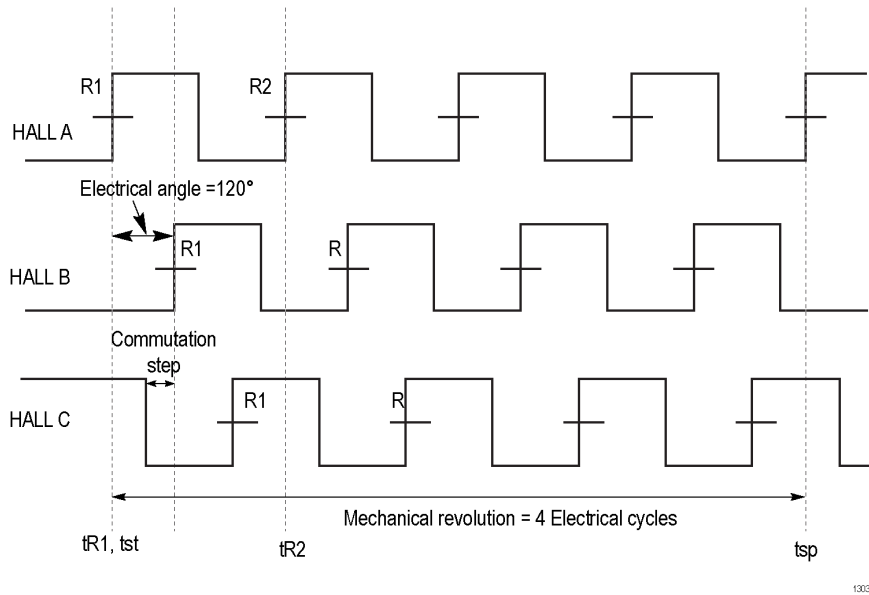 R1
R2
HALL A
Electrical angle =120°
R1
R
HALL B
Commutation
step
R1
R
HALL C
Mechanical revolution = 4 Electrical cycles
tR1, tst
tR2
tsp
1303